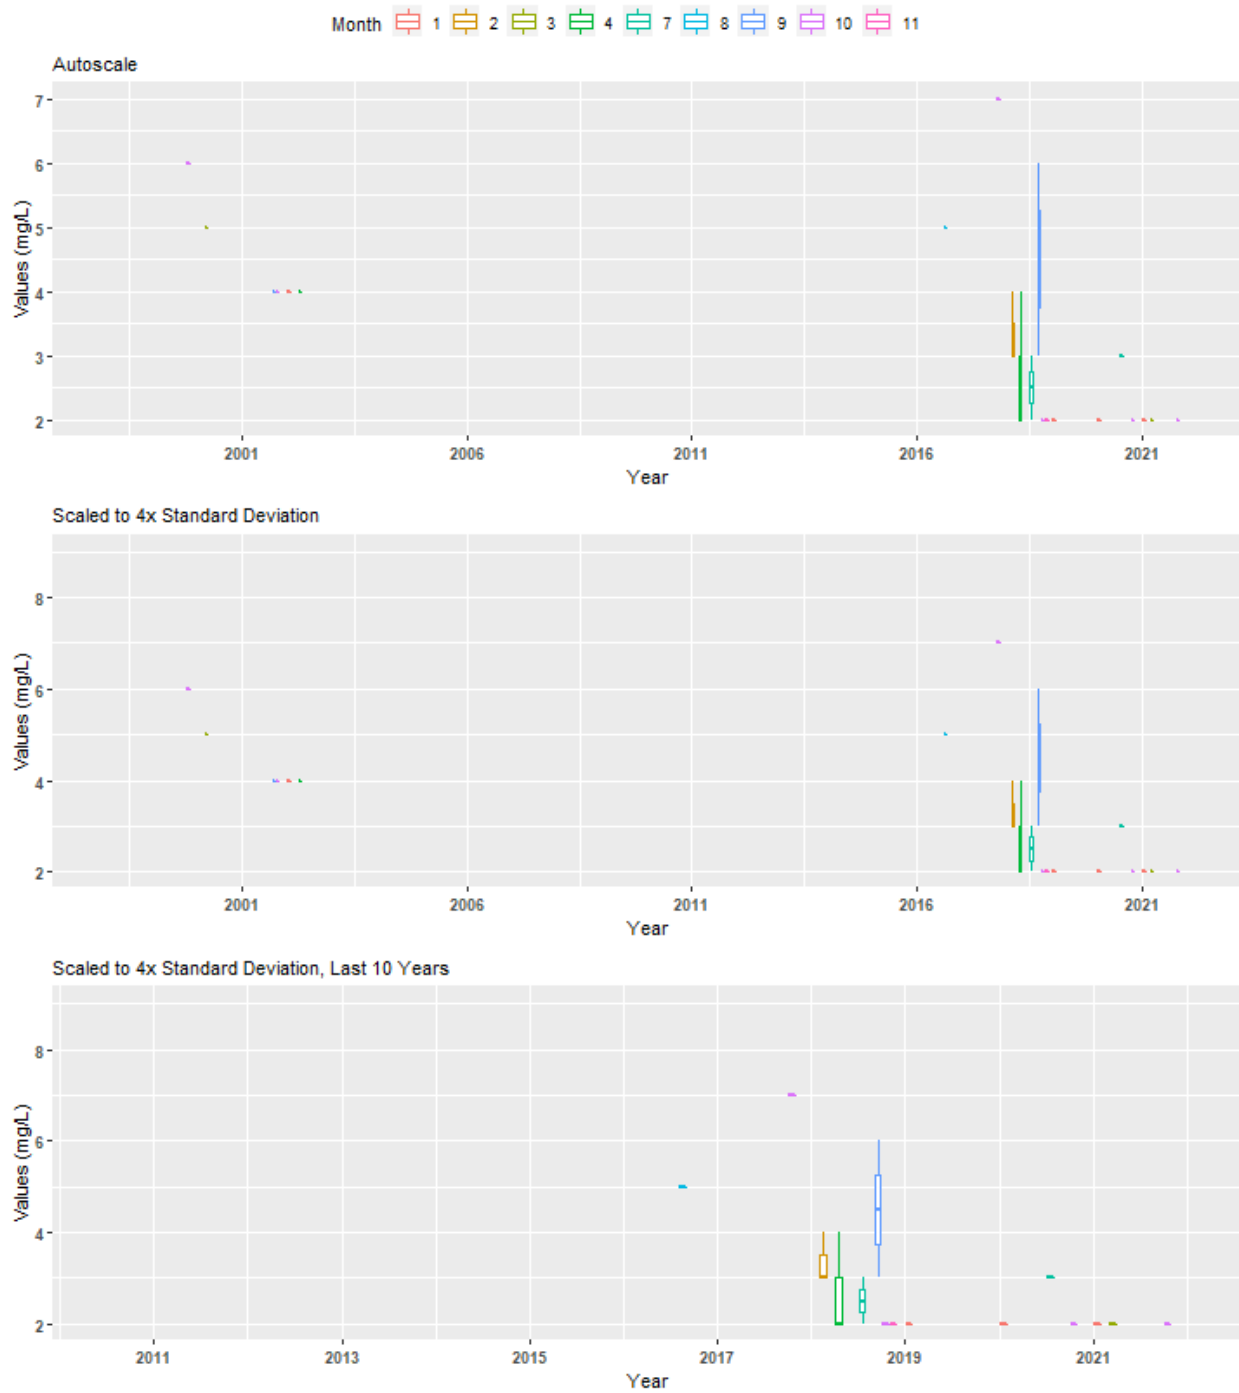 Month 1 2 3 4 7 8 9 10 11
Autoscale
7
6
5
4
3
2
Values (mg/L)
2001 2006 2011 2016 2021
Year
Scaled to 4x Standard Deviation
8
6
4
2
Values (mg/L)
2001 2006 2011 2016 2021
Year
Scaled to 4x Standard Deviation, Last 10 Years
8
6
4
2
Values (mg/L)
2011 2013 2015 2017 2019 2021
Year